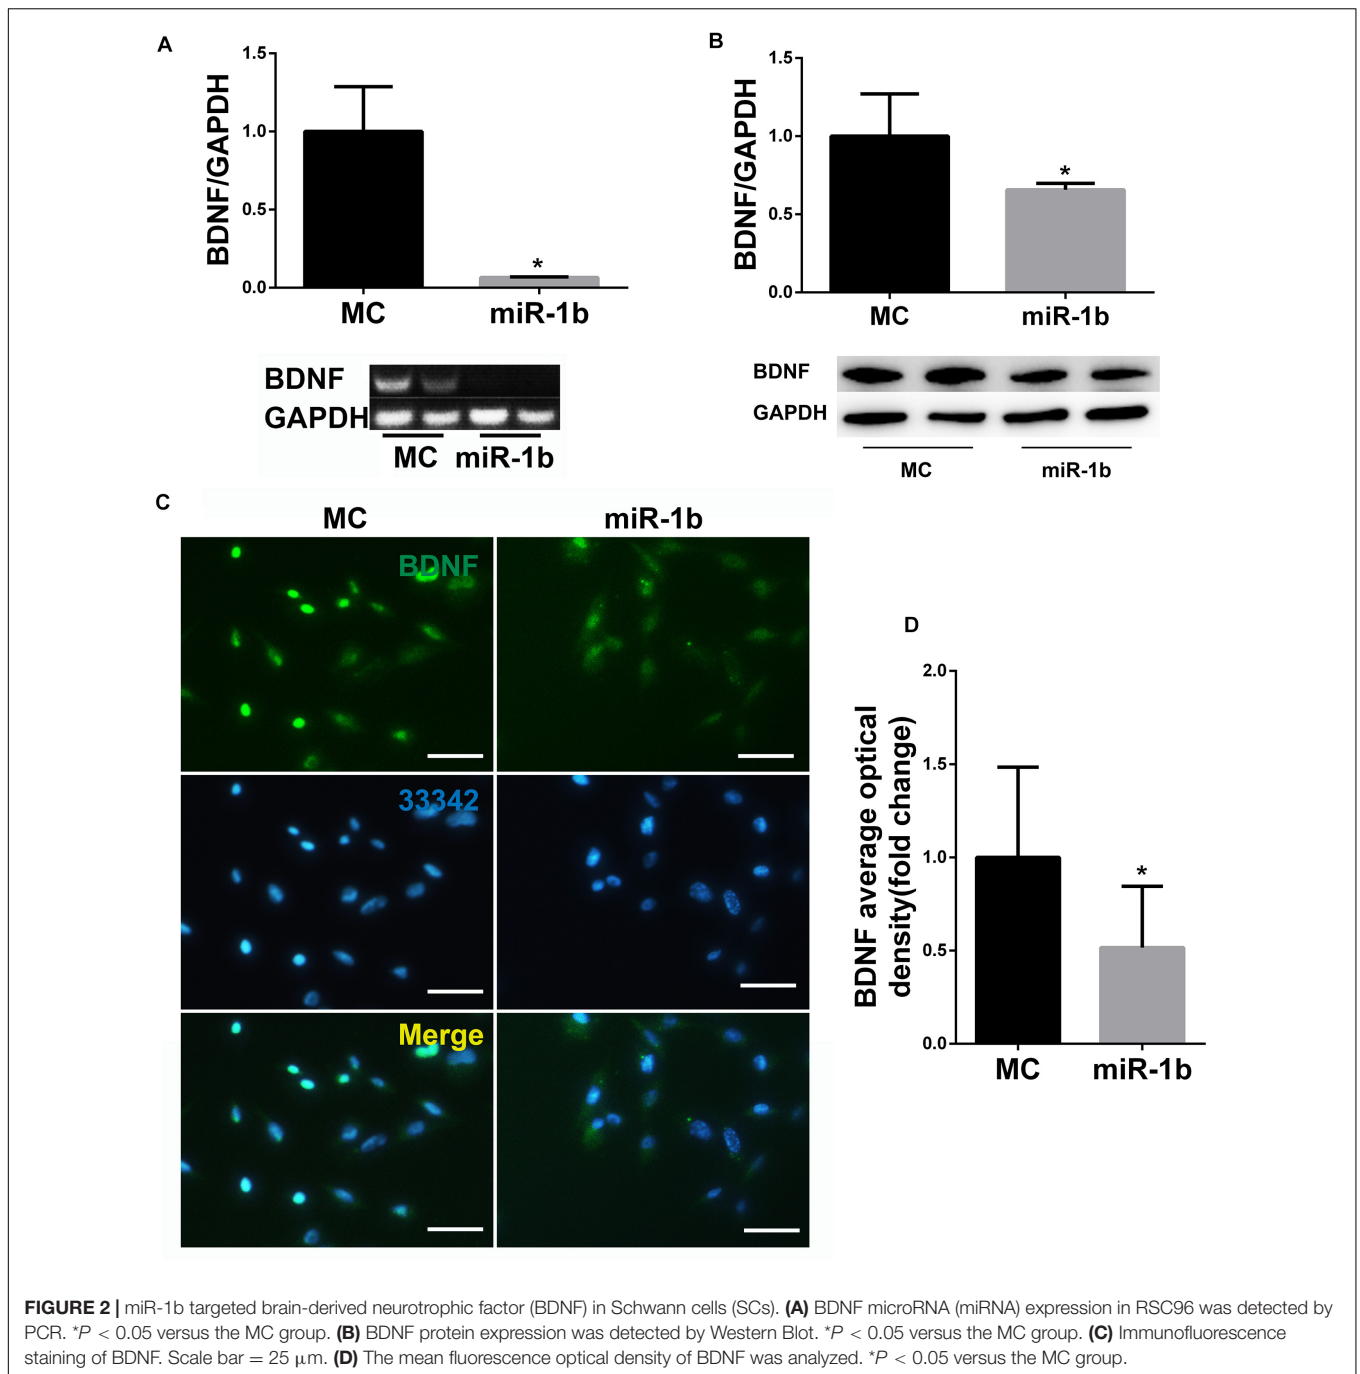 A
1.5
1.0
0.5
0.0
BDNF/GAPDH
*
MC
miR-1b
BDNF
GAPDH
MC miR-1b
B
1.5
1.0
0.5
0.0
BDNF/GAPDH
*
MC
miR-1b
BDNF
GAPDH
MC
miR-1b
C
MC
miR-1b
BDNF
33342
Merge
D
2.0
1.5
1.0
0.5
0.0
BDNF average optical
density(fold change)
*
MC
miR-1b
FIGURE 2 | miR-1b targeted brain-derived neurotrophic factor (BDNF) in Schwann cells (SCs). (A) BDNF microRNA (miRNA) expression in RSC96 was detected by
PCR. *P < 0.05 versus the MC group. (B) BDNF protein expression was detected by Western Blot. *P < 0.05 versus the MC group. (C) Immunofluorescence
staining of BDNF. Scale bar = 25 μm. (D) The mean fluorescence optical density of BDNF was analyzed. *P < 0.05 versus the MC group.